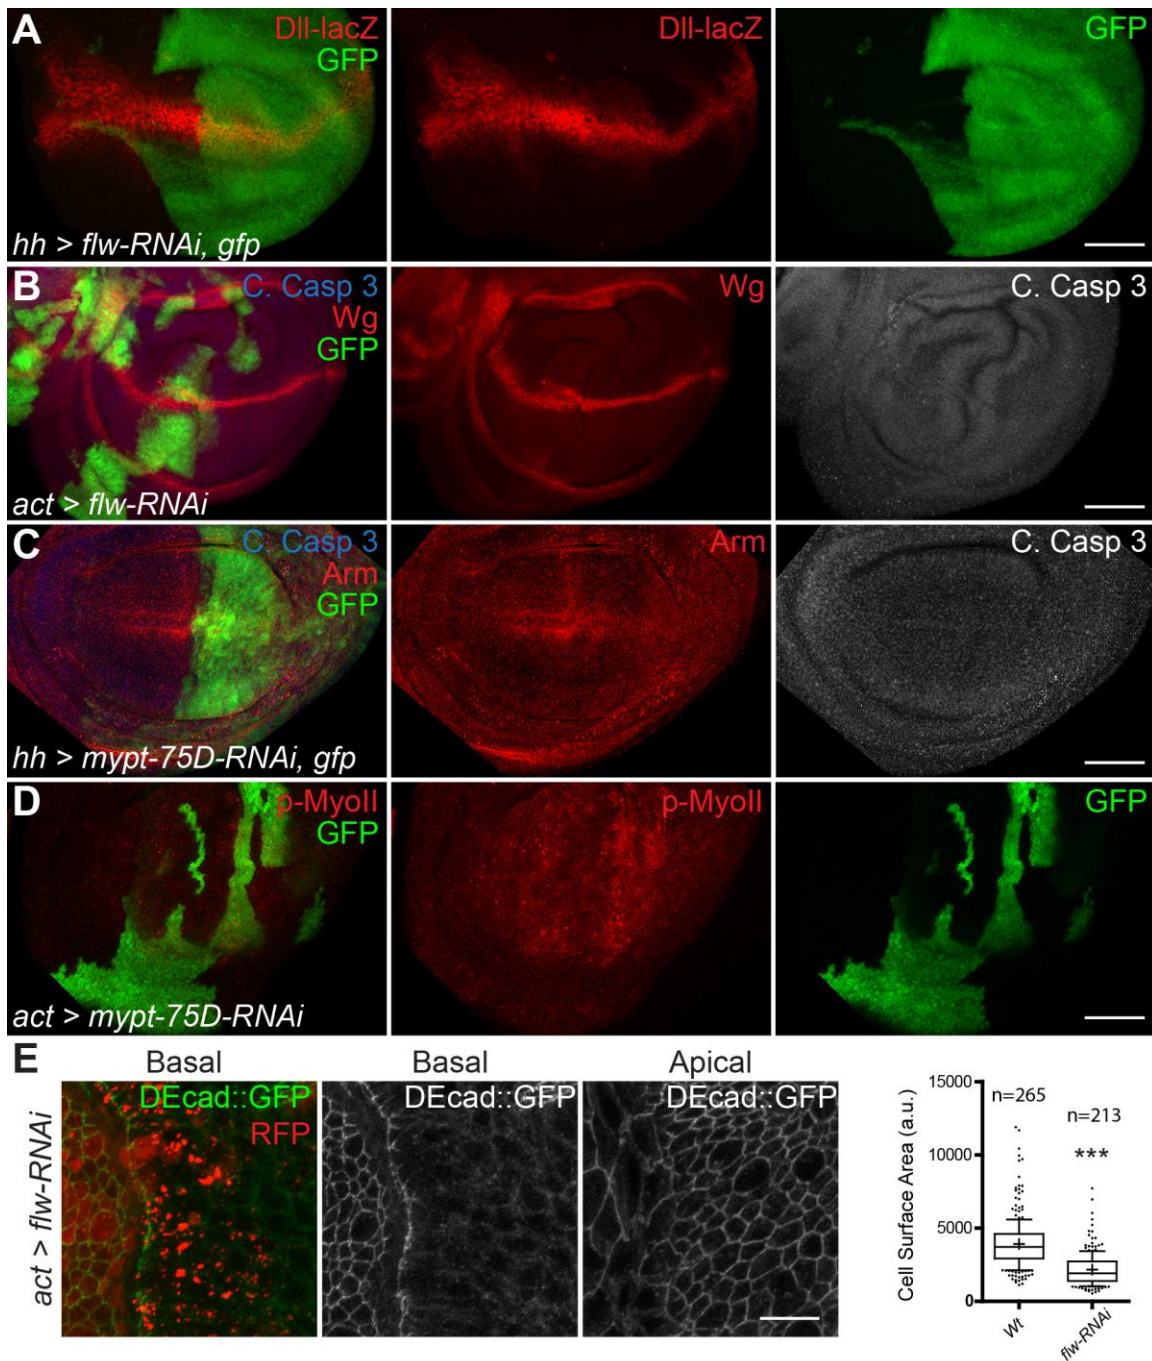 A
Dll-lacZ
GFP
Dll-lacZ
GFP
hh > flw-RNAi, gfp
B
C. Casp 3
Wg
GFP
Wg
C. Casp 3
act > flw-RNAi
C
C. Casp 3
Arm
GFP
Arm
C. Casp 3
hh > mypt-75D-RNAi, gfp
D
p-MyoII
GFP
p-MyoII
GFP
act > mypt-75D-RNAi
E
Basal
Basal
Apical
DEcad::GFP
RFP
DEcad::GFP
DEcad::GFP
act > flw-RNAi
Cell Surface Area (a.u.)
15000
10000
5000
0
n=265
n=213
***
Wt
flw-RNAi